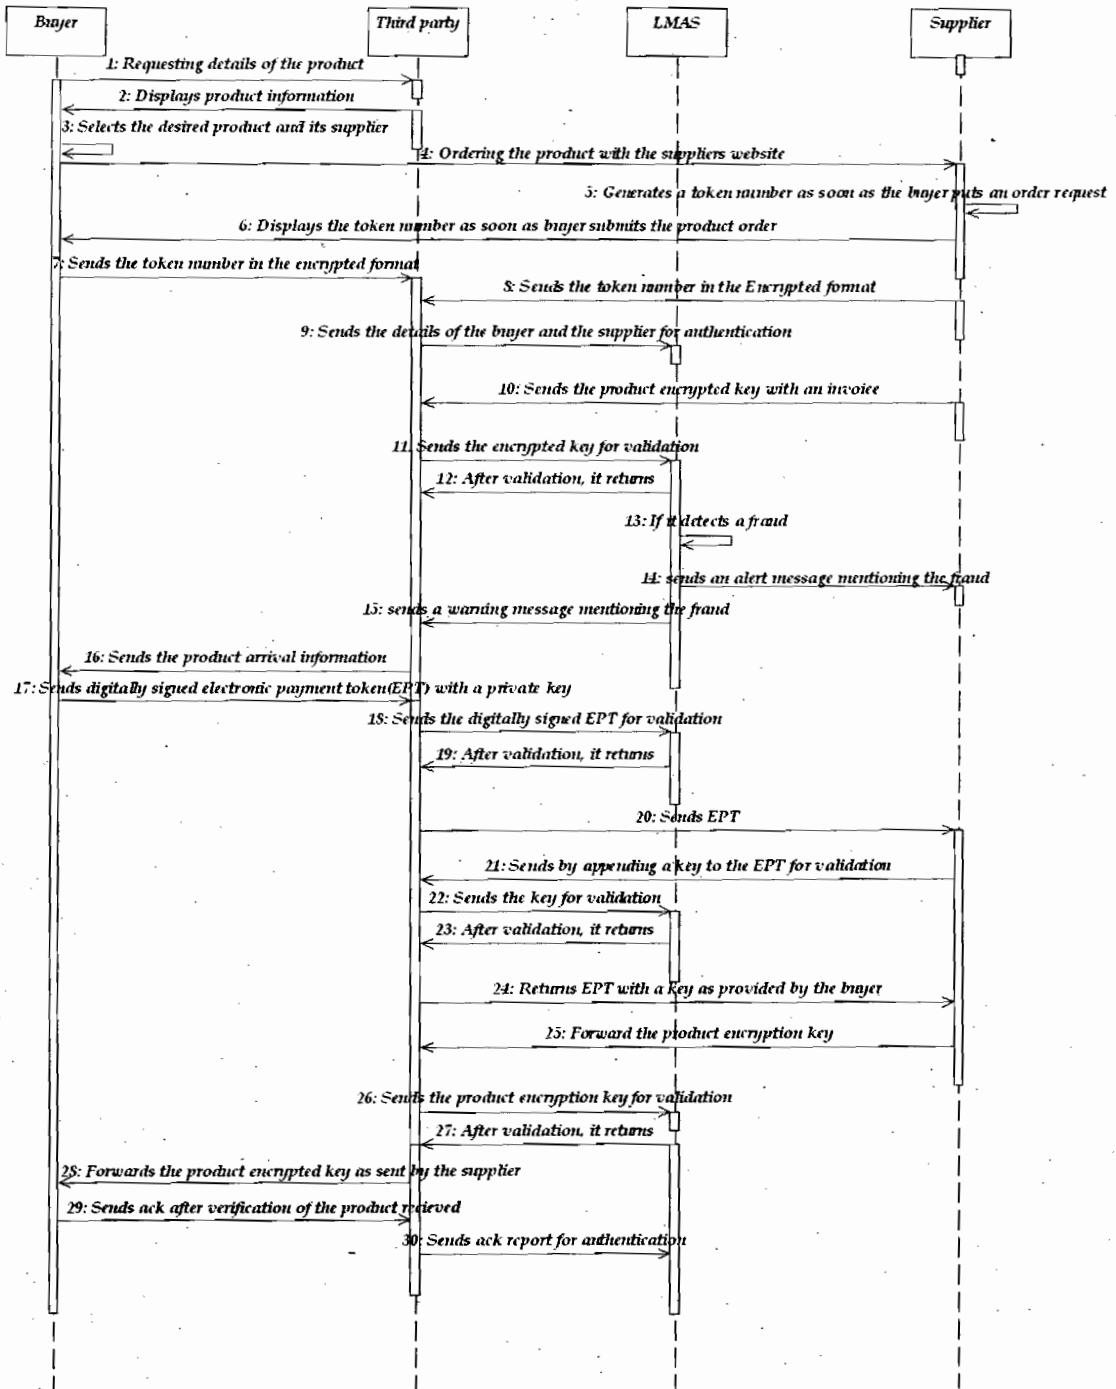 Buyer
Third party
LMAS
Supplier
1: Requesting details of the product
2: Displays product information
3: Selects the desired product and its supplier
4: Ordering the product with the suppliers website
5: Generates a token number as soon as the buyer puts an order request
6: Displays the token number as soon as buyer submits the product order
7: Sends the token number in the encrypted format
8: Sends the token number in the Encrypted format
9: Sends the details of the buyer and the supplier for authentication
10: Sends the product encrypted key with an invoice
11: Sends the encrypted key for validation
12: After validation, it returns
13: If it detects a fraud
14: sends an alert message mentioning the fraud
15: sends a warning message mentioning the fraud
16: Sends the product arrival information
17: Sends digitally signed electronic payment token(EPT) with a private key
18: Sends the digitally signed EPT for validation
19: After validation, it returns
20: Sends EPT
21: Sends by appending a key to the EPT for validation
22: Sends the key for validation
23: After validation, it returns
24: Returns EPT with a key as provided by the buyer
25: Forward the product encryption key
26: Sends the product encryption key for validation
27: After validation, it returns
28: Forwards the product encrypted key as sent by the supplier
29: Sends ack after verification of the product recieved
30: Sends ack report for authentication